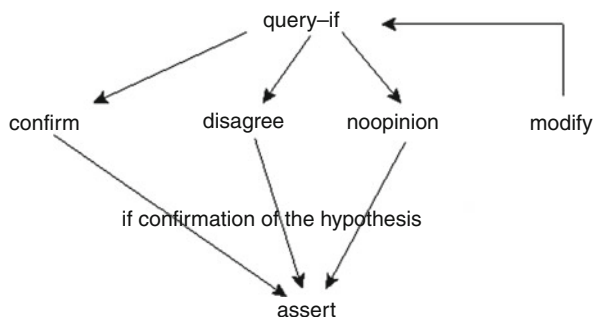 query–if
confirm disagree noopinion modify
if confirmation of the hypothesis
assert